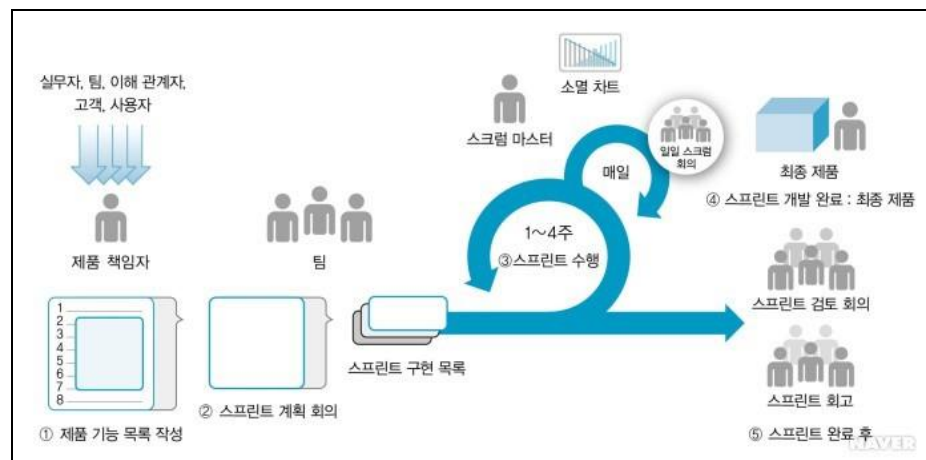 실무자, 팀, 이해 관계자,
고객, 사용자
제품 책임자
1
2
3
4
5
6
7
8
① 제품 기능 목록 작성
팀
② 스프린트 계획 회의
스프린트 구현 목록
스크럼 마스터
소멸 차트
매일
일일 스크럼
회의
1～4주
③스프린트 수행
최종 제품
④ 스프린트 개발 완료 : 최종 제품
스프린트 검토 회의
스프린트 회고
⑤ 스프린트 완료 후
NAVER